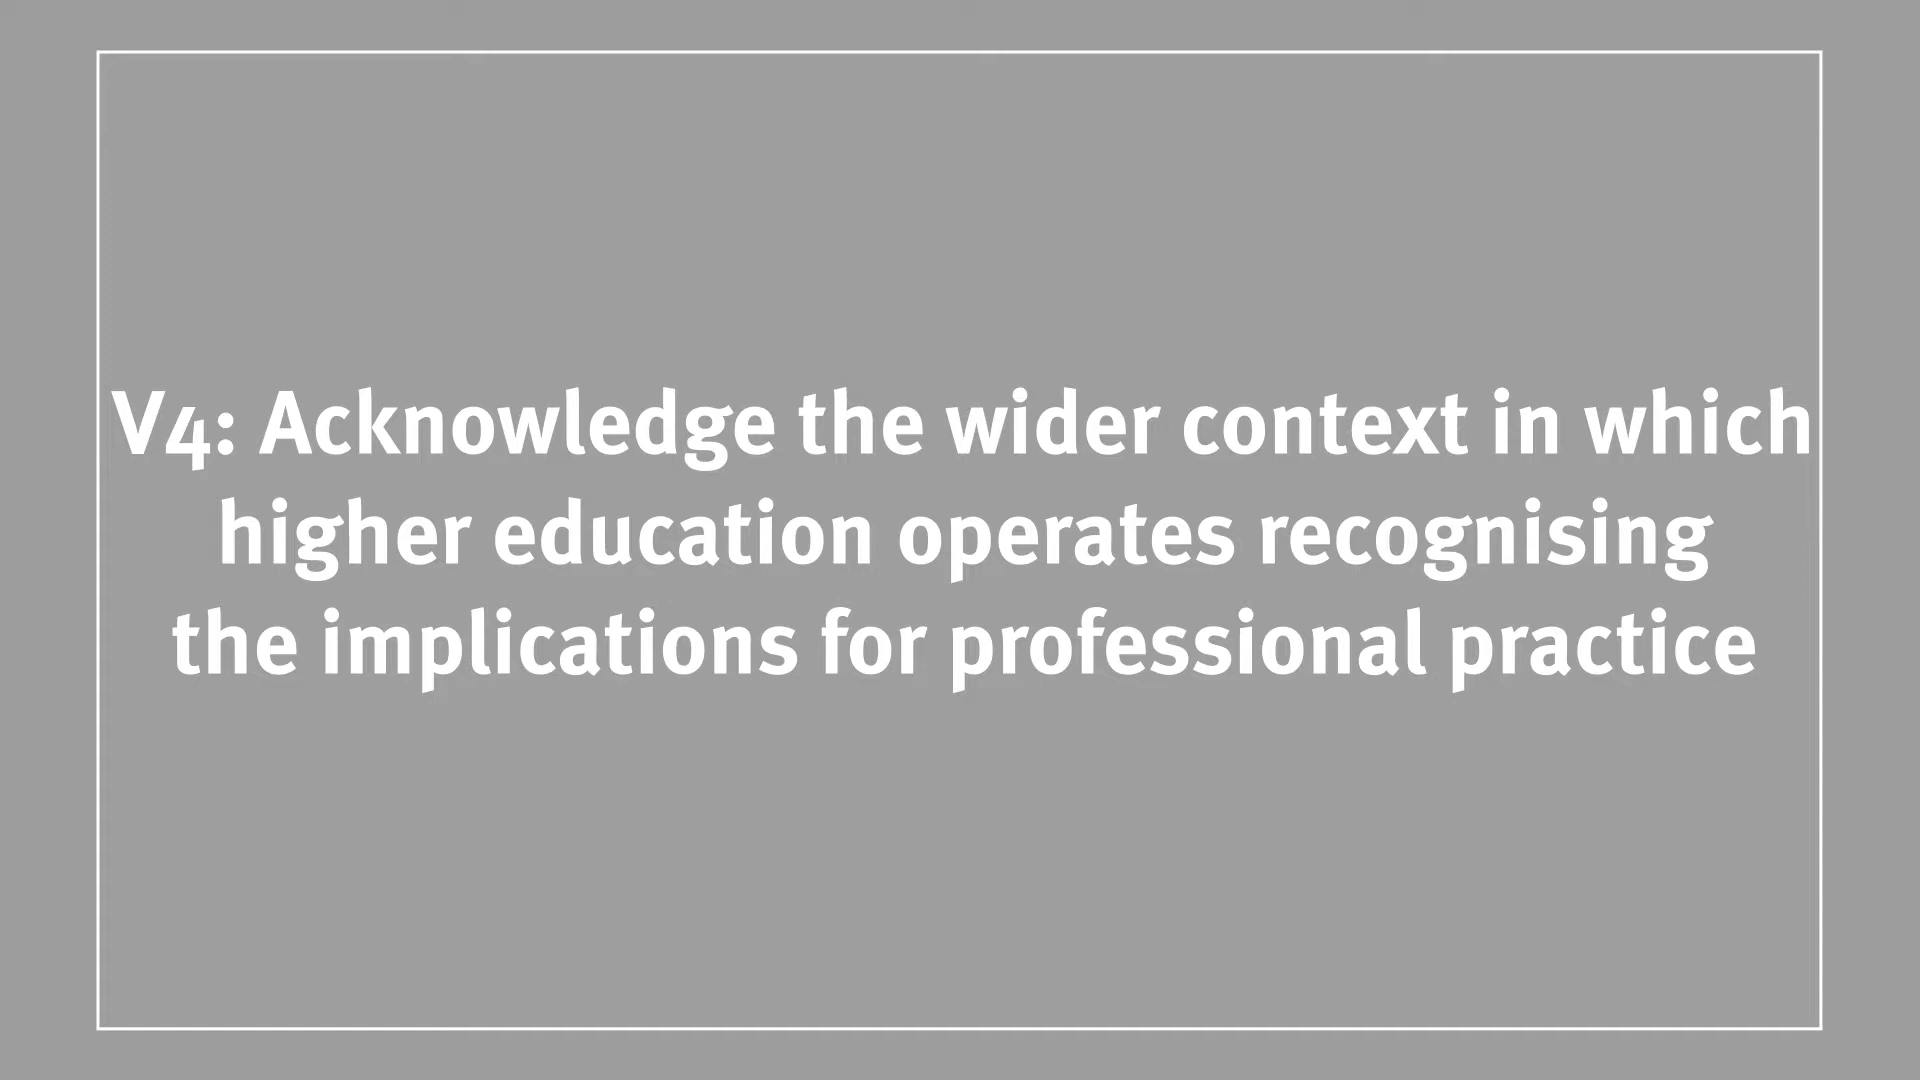 V4: Acknowledge the wider context in which
higher education operates recognising
the implications for professional practice